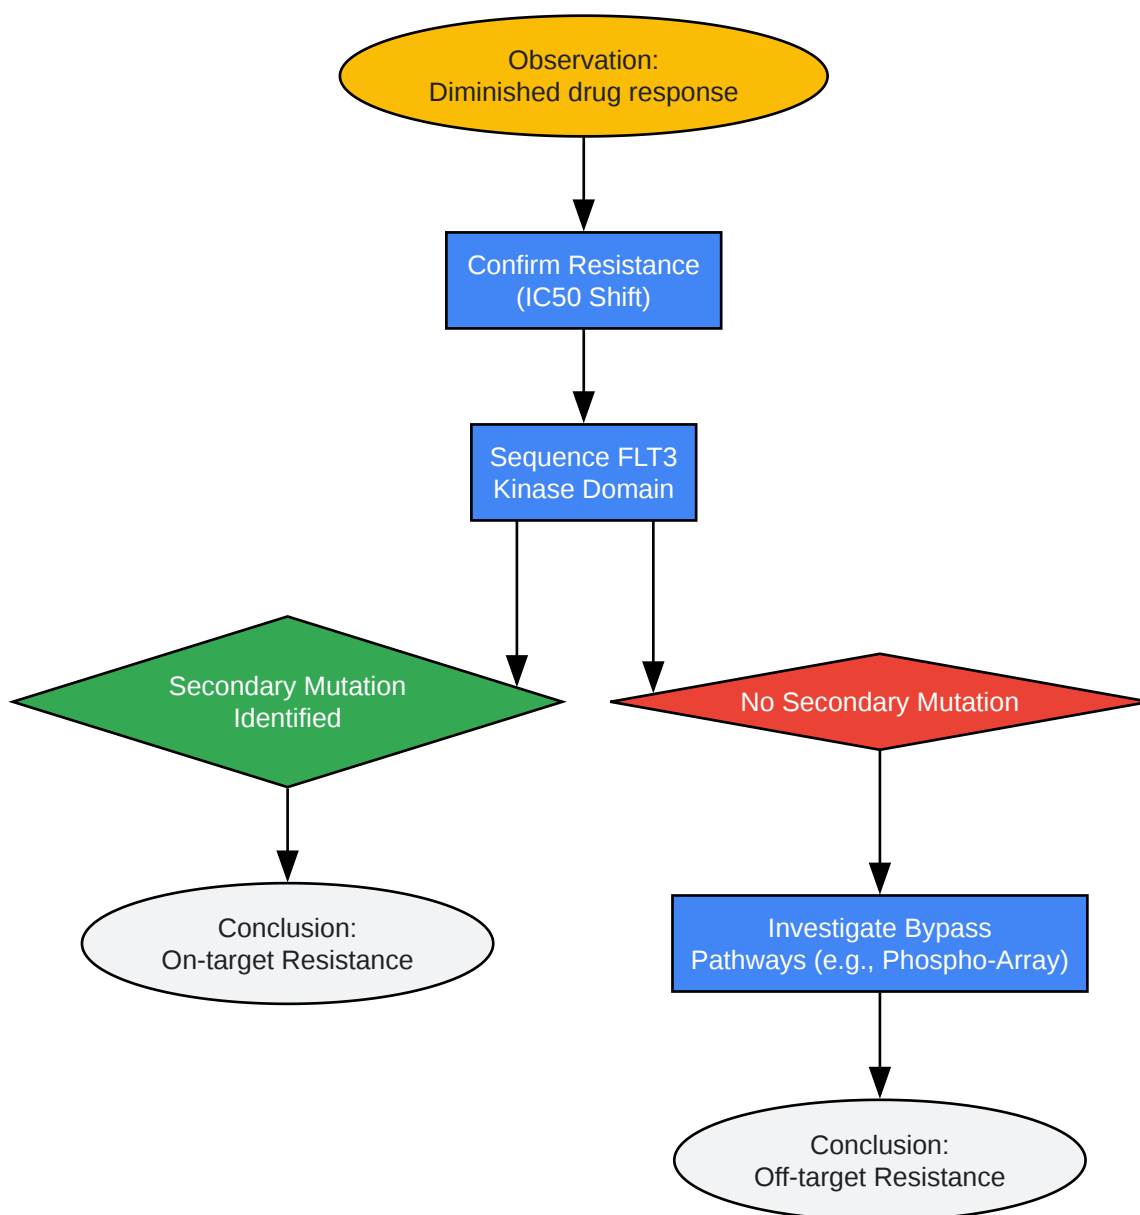 Observation:
Diminished drug response
Confirm Resistance
(IC50 Shift)
Sequence FLT3
Kinase Domain
Secondary Mutation
Identified
No Secondary Mutation
Conclusion:
On-target Resistance
Investigate Bypass
Pathways (e.g., Phospho-Array)
Conclusion:
Off-target Resistance